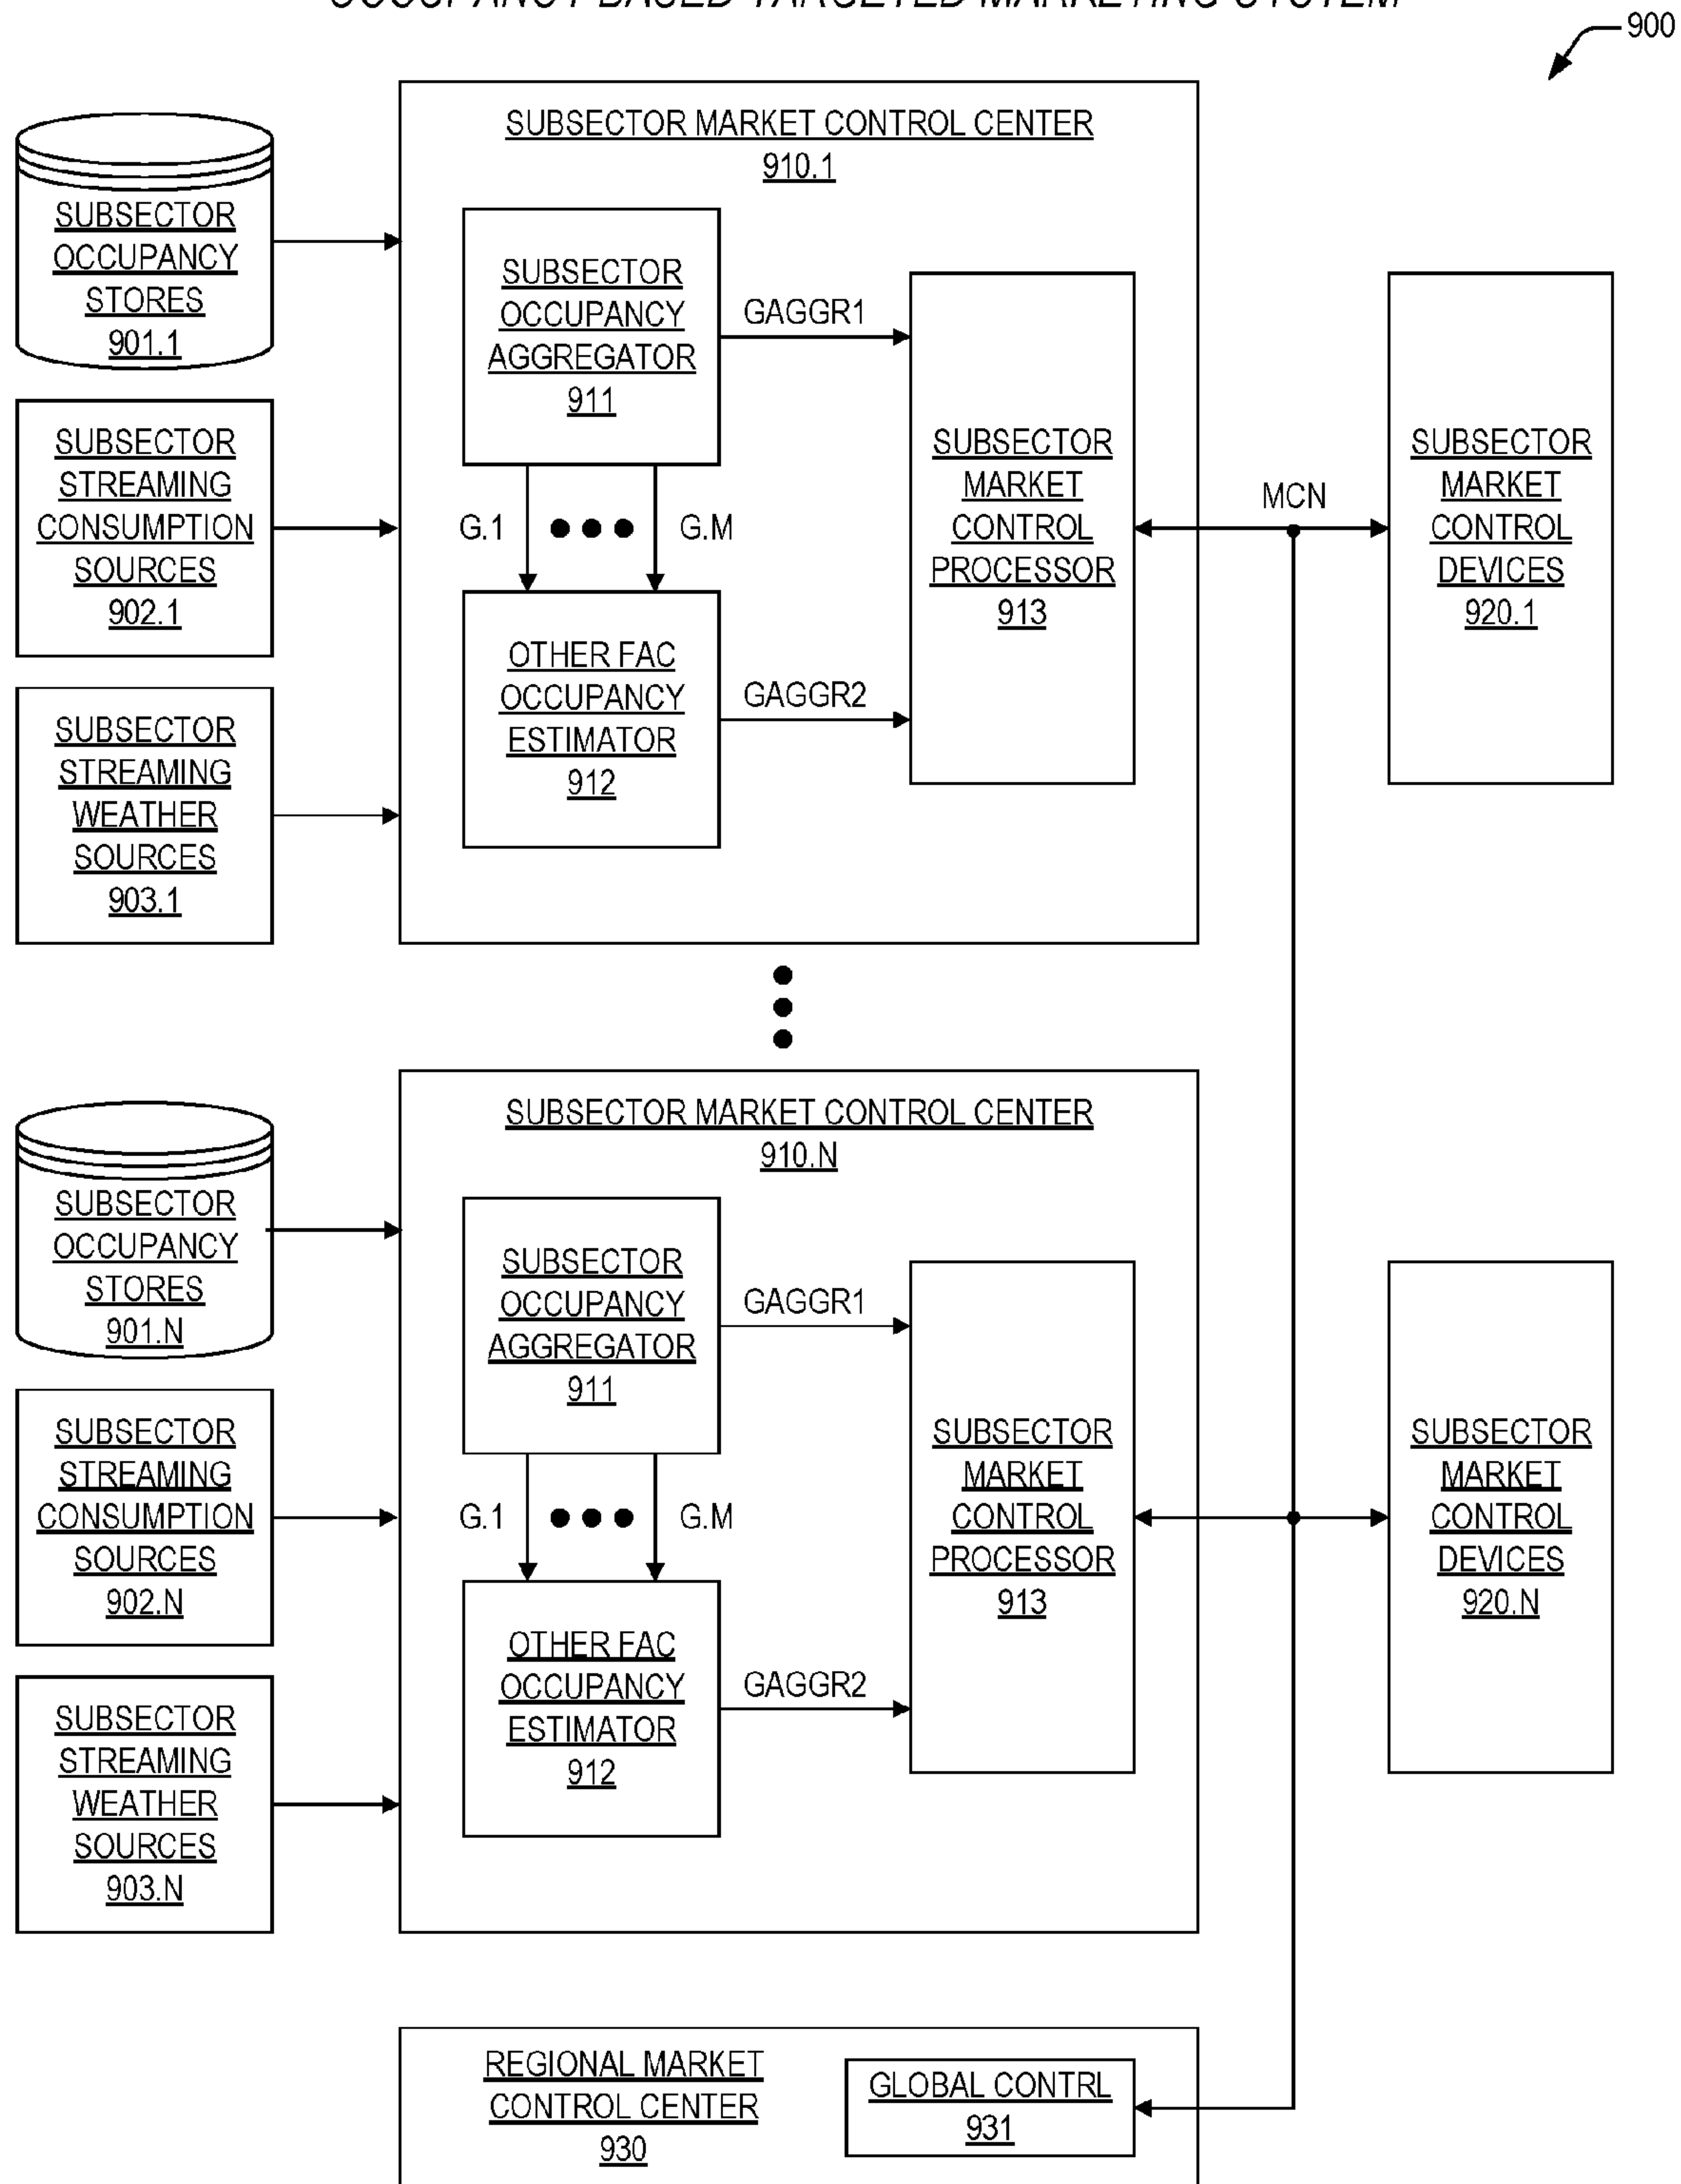 OCCUPANCY BASED TARGETED MARKETING SYSTEM
900
SUBSECTOR
OCCUPANCY
STORES
901.1
SUBSECTOR
STREAMING
CONSUMPTION
SOURCES
902.1
SUBSECTOR
STREAMING
WEATHER
SOURCES
903.1
SUBSECTOR MARKET CONTROL CENTER
910.1
SUBSECTOR
OCCUPANCY
AGGREGATOR
911
GAGGR1
G.1
G.M
OTHER FAC
OCCUPANCY
ESTIMATOR
912
GAGGR2
SUBSECTOR
MARKET
CONTROL
PROCESSOR
913
MCN
SUBSECTOR
MARKET
CONTROL
DEVICES
920.1
SUBSECTOR
OCCUPANCY
STORES
901.N
SUBSECTOR
STREAMING
CONSUMPTION
SOURCES
902.N
SUBSECTOR
STREAMING
WEATHER
SOURCES
903.N
SUBSECTOR MARKET CONTROL CENTER
910.N
SUBSECTOR
OCCUPANCY
AGGREGATOR
911
GAGGR1
G.1
G.M
OTHER FAC
OCCUPANCY
ESTIMATOR
912
GAGGR2
SUBSECTOR
MARKET
CONTROL
PROCESSOR
913
SUBSECTOR
MARKET
CONTROL
DEVICES
920.N
REGIONAL MARKET
CONTROL CENTER
930
GLOBAL CONTRL
931